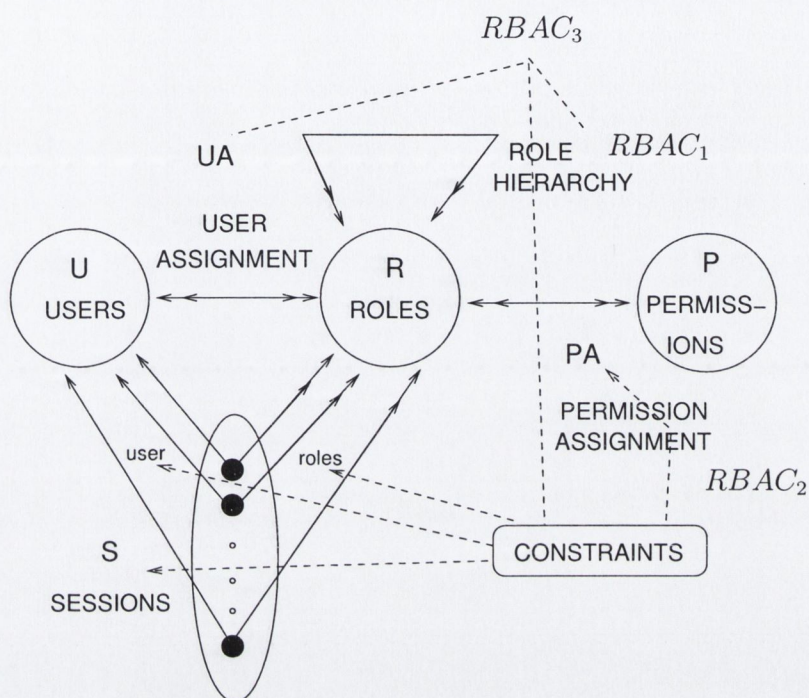 RBAC₃
UA
ROLE
HIERARCHY
RBAC₁
USER
ASSIGNMENT
U
USERS
R
ROLES
P
PERMISS–
IONS
PA
PERMISSION
ASSIGNMENT
user
roles
RBAC₂
S
SESSIONS
CONSTRAINTS